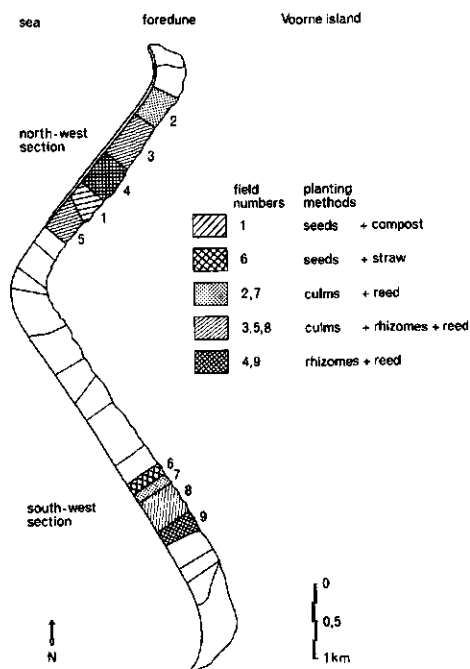 sea foredune Voorne island
north-west
section
2
3
4
1
5
field
numbers planting
methods
1 seeds + compost
6 seeds + straw
2,7 culms + reed
3,5,8 culms + rhizomes + reed
4,9 rhizomes + reed
6
7
8
9
south-west
section
0
0,5
1km
N